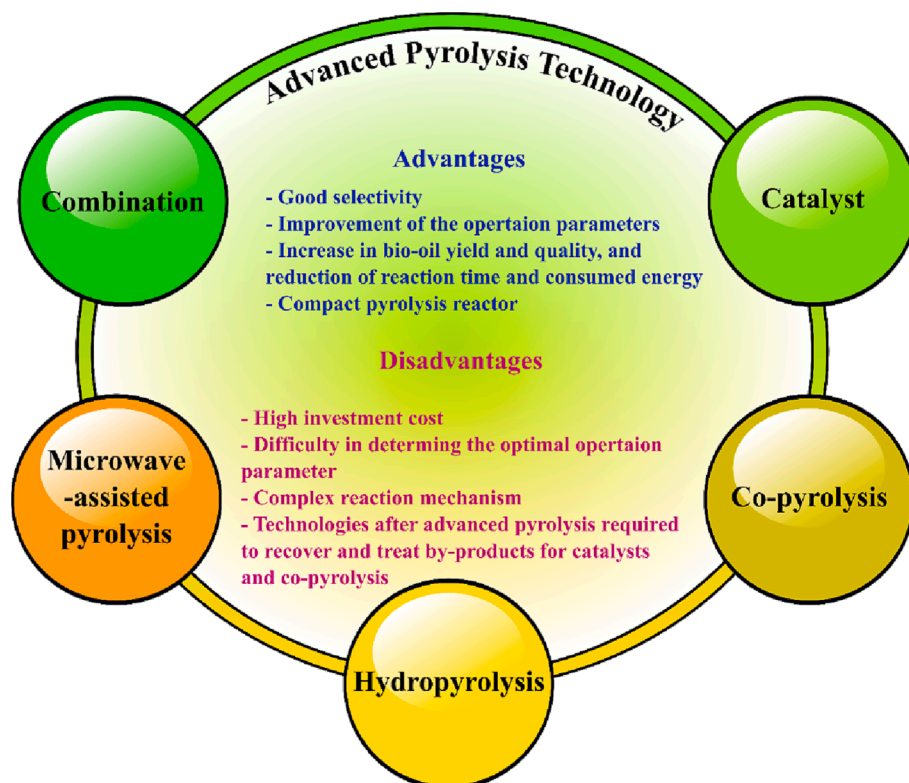 Advanced Pyrolysis Technology
Combination
Catalyst
Advantages
- Good selectivity
- Improvement of the opertaion parameters
- Increase in bio-oil yield and quality, and
reduction of reaction time and consumed energy
- Compact pyrolysis reactor
Disadvantages
- High investment cost
- Difficulty in determing the optimal opertaion
parameter
- Complex reaction mechanism
- Technologies after advanced pyrolysis required
to recover and treat by-products for catalysts
and co-pyrolysis
Microwave
-assisted
pyrolysis
Co-pyrolysis
Hydropyrolysis